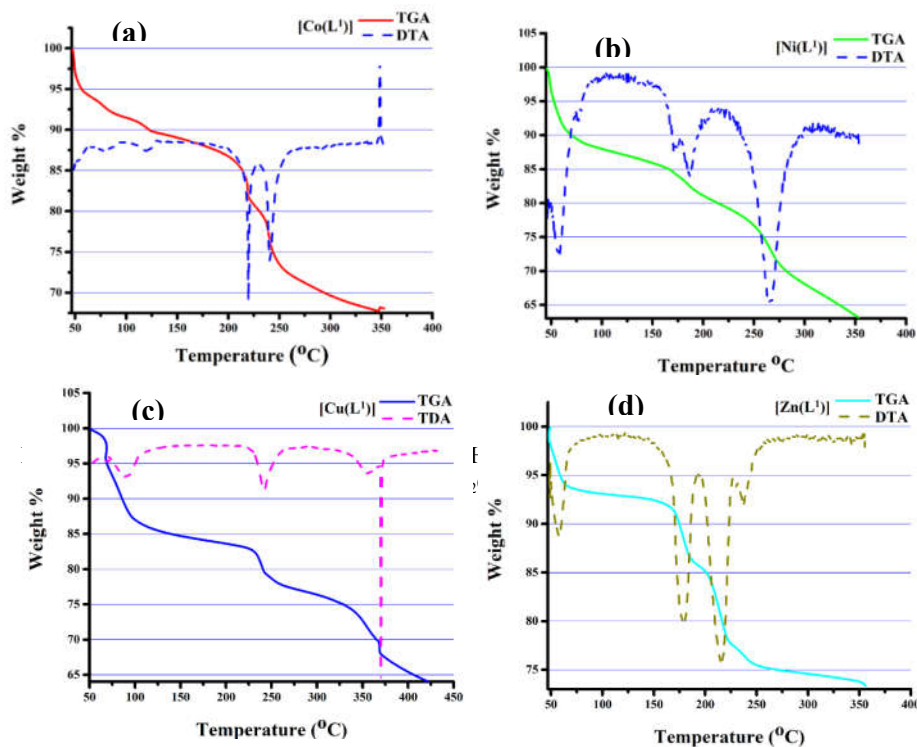 (a)
[Co(L¹)]
TGA
DTA
Weight %
100
95
90
85
80
75
70
50 100 150 200 250 300 350 400
Temperature (⁰C)
(b)
[Ni(L¹)]
TGA
DTA
Weight %
100
95
90
85
80
75
70
65
50 100 150 200 250 300 350 400
Temperature ⁰C
(c)
[Cu(L¹)]
TGA
TDA
Weight %
105
100
95
90
85
80
75
70
65
50 100 150 200 250 300 350 400 450
Temperature (⁰C)
(d)
[Zn(L¹)]
TGA
DTA
Weight %
100
95
90
85
80
75
50 100 150 200 250 300 350 400
Temperature (⁰C)